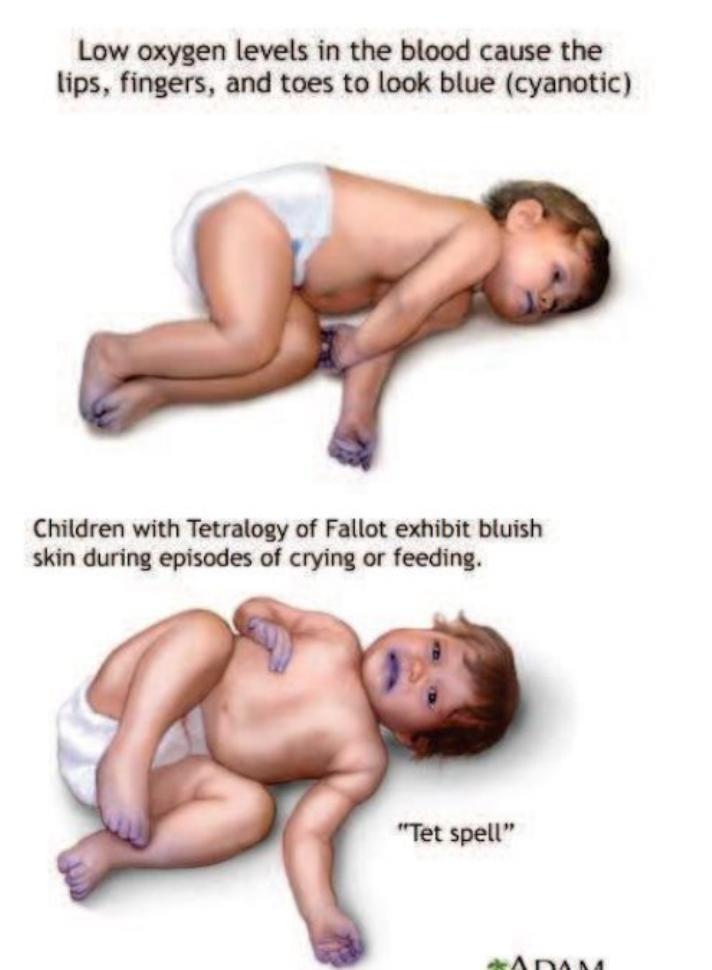 Low oxygen levels in the blood cause the
lips, fingers, and toes to look blue (cyanotic)
Children with Tetralogy of Fallot exhibit bluish
skin during episodes of crying or feeding.
"Tet spell"
ADAM